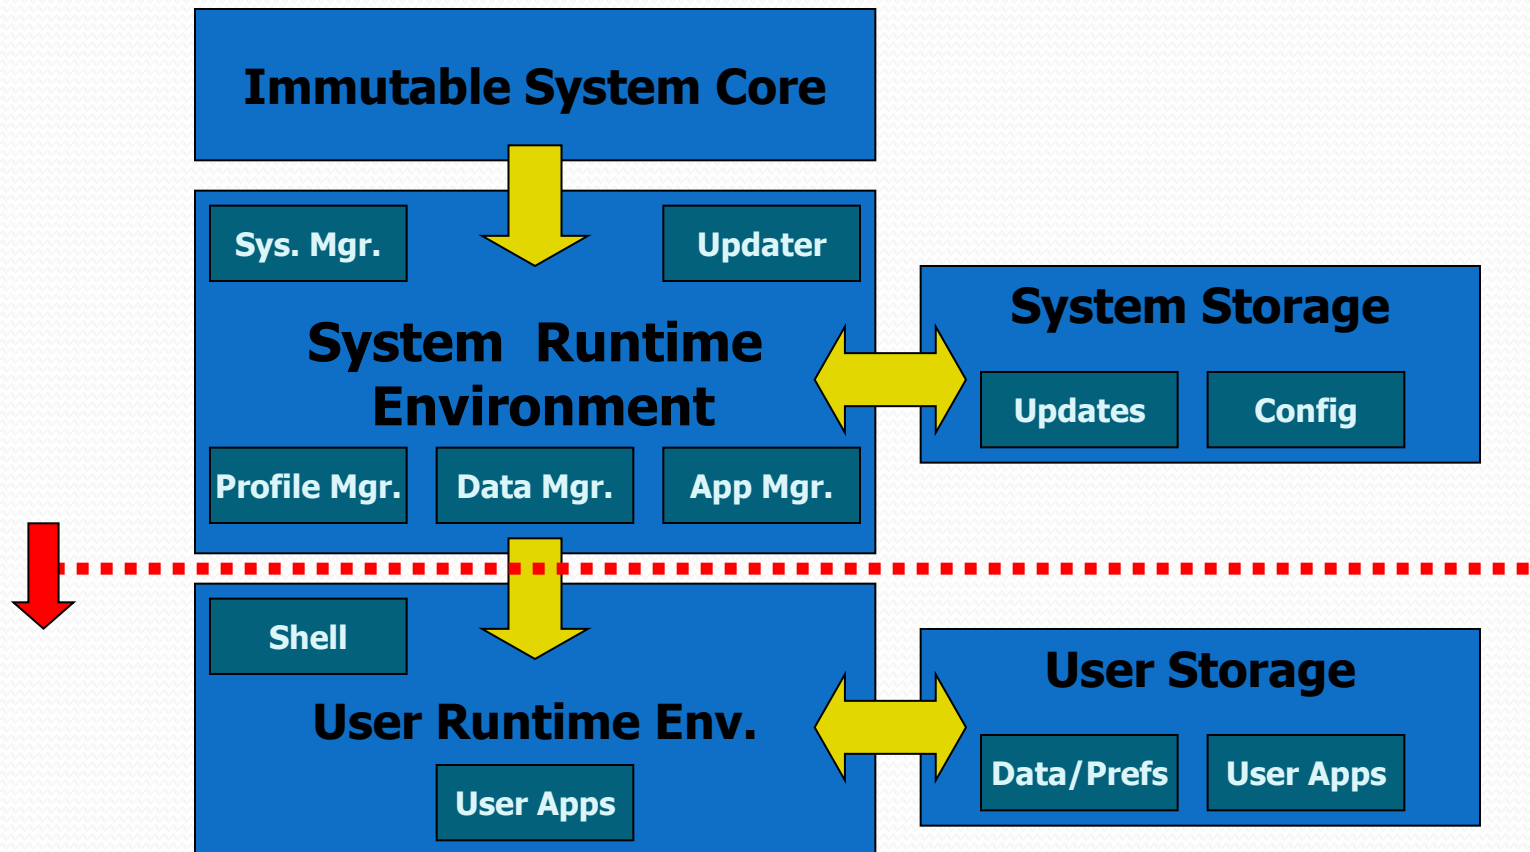 Immutable System Core
Sys. Mgr.
Updater
System Runtime
Environment
Profile Mgr.
Data Mgr.
App Mgr.
System Storage
Updates
Config
Shell
User Runtime Env.
User Apps
User Storage
Data/Prefs
User Apps